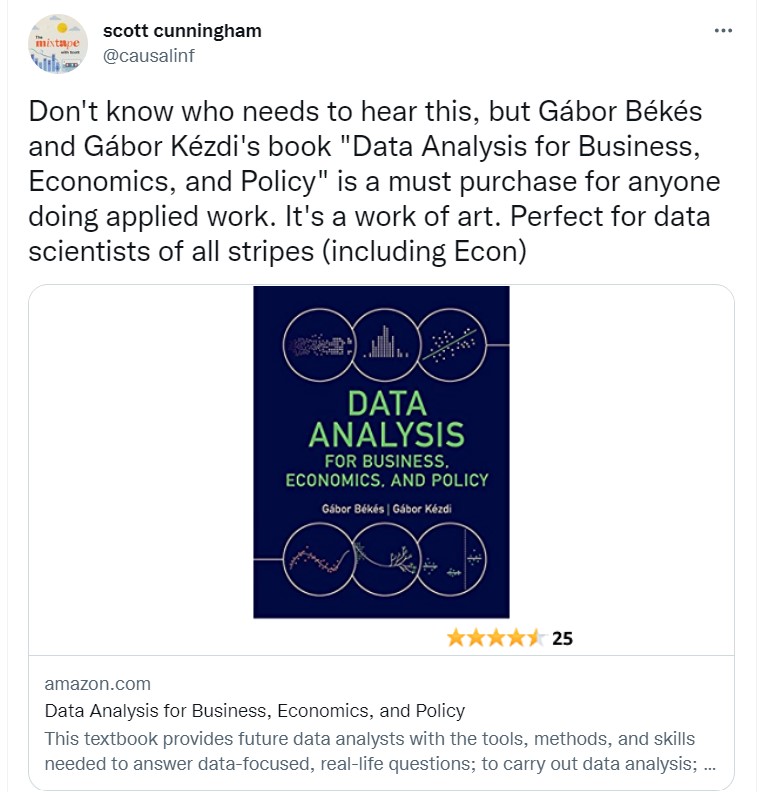 scott cunningham
@causalinf
The
mixtape
with Scott
Don't know who needs to hear this, but Gábor Békés
and Gábor Kézdi's book "Data Analysis for Business,
Economics, and Policy" is a must purchase for anyone
doing applied work. It's a work of art. Perfect for data
scientists of all stripes (including Econ)
DATA
ANALYSIS
FOR BUSINESS,
ECONOMICS, AND POLICY
Gábor Békés | Gábor Kézdi
25
amazon.com
Data Analysis for Business, Economics, and Policy
This textbook provides future data analysts with the tools, methods, and skills
needed to answer data-focused, real-life questions; to carry out data analysis; ...